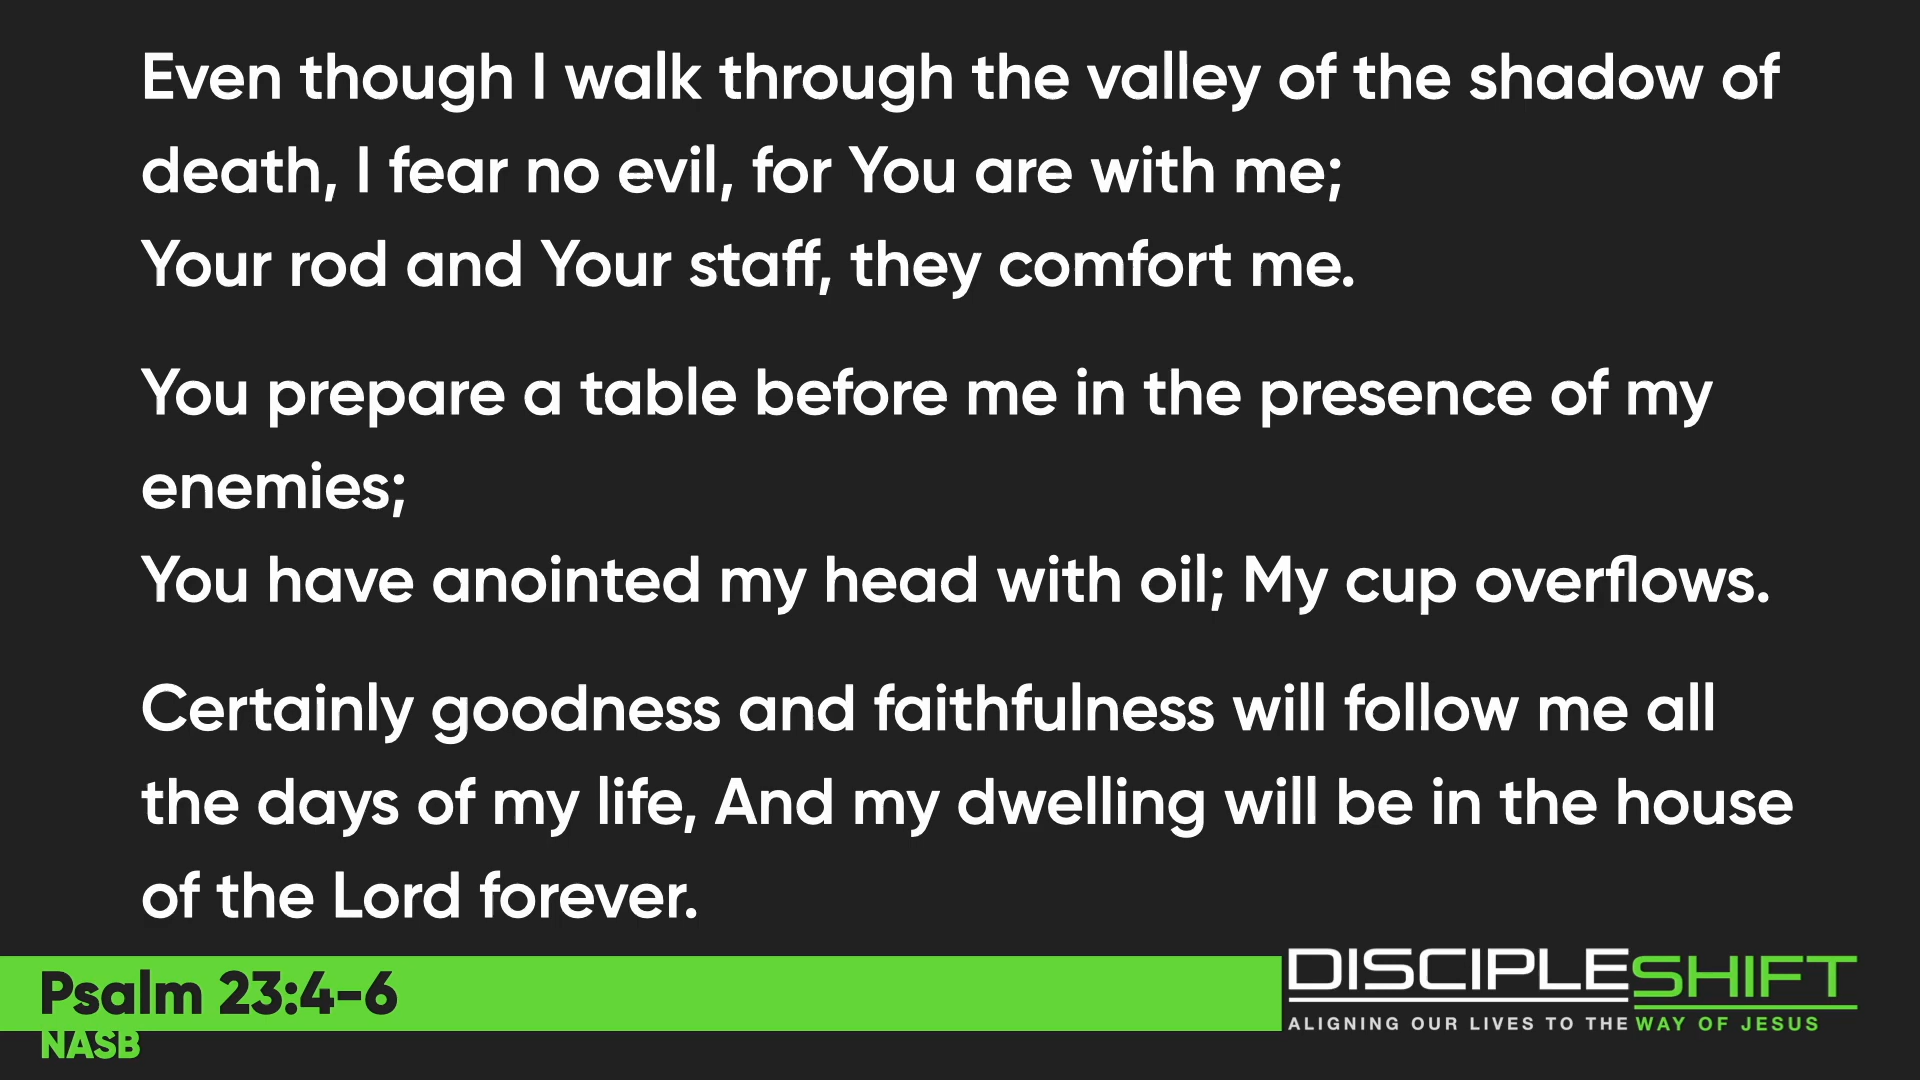 Even though I walk through the valley of the shadow of
death, I fear no evil, for You are with me;
Your rod and Your staff, they comfort me.
You prepare a table before me in the presence of my
enemies;
You have anointed my head with oil; My cup overflows.
Certainly goodness and faithfulness will follow me all
the days of my life, And my dwelling will be in the house
of the Lord forever.
Psalm 23:4-6
NASB
DISCIPLESHIFT
ALIGNING OUR LIVES TO THE WAY OF JESUS